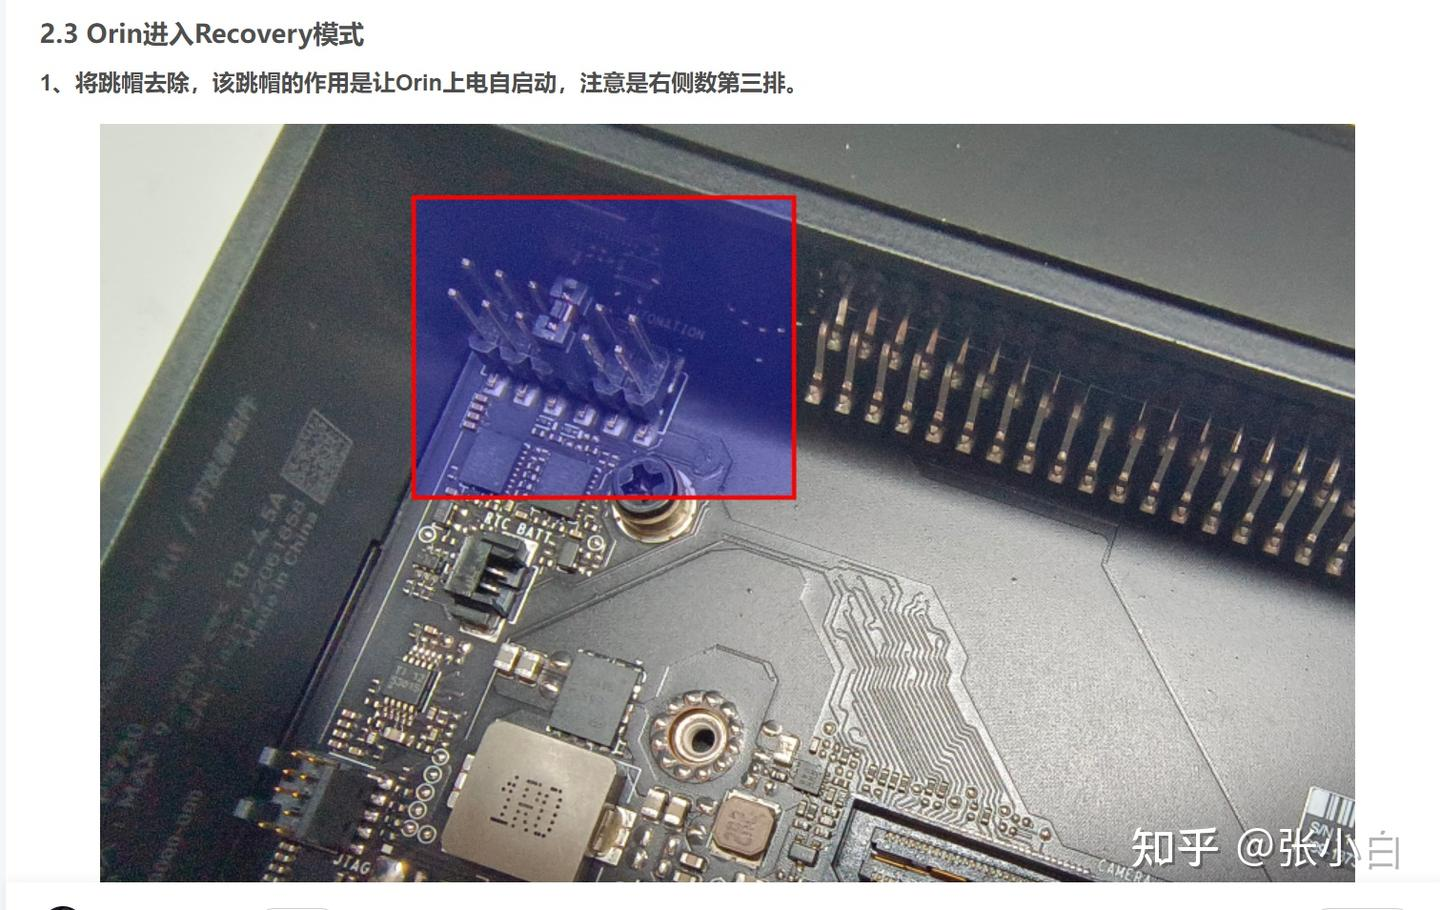 2.3 Orin进入Recovery模式
1、将跳帽去除，该跳帽的作用是让Orin上电自启动，注意是右侧数第三排。
RTC_BATT
Made in China
1R0
JTAG
S/N
CAMERA
知乎 @张小白